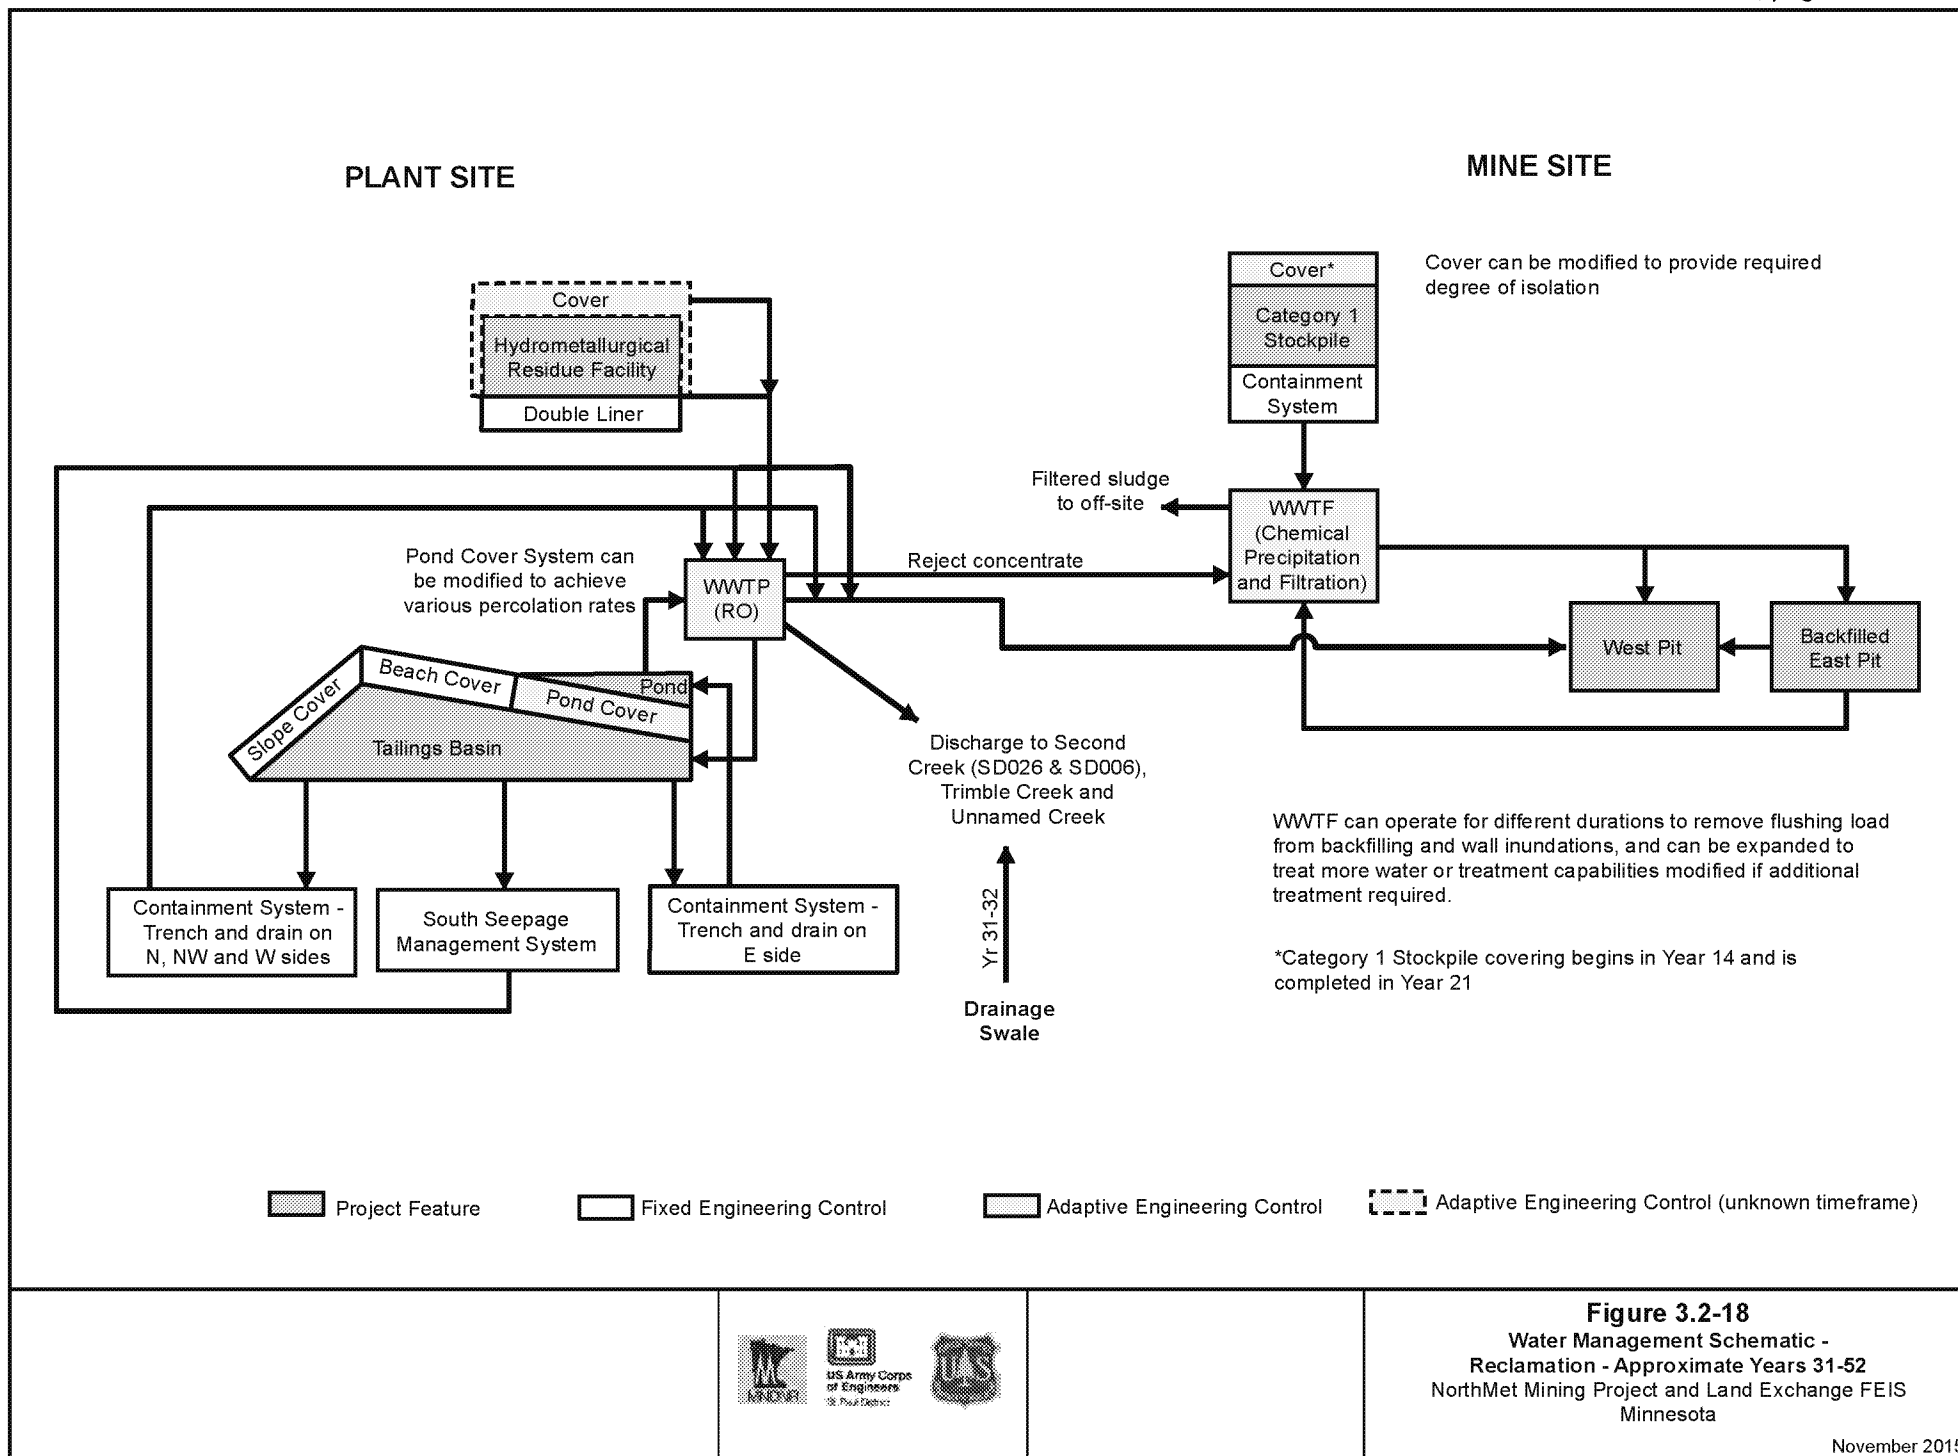 PLANT SITE
MINE SITE
Cover
Hydrometallurgical
Residue Facility
Double Liner
Cover*
Category 1
Stockpile
Containment
System
Cover can be modified to provide required
degree of isolation
Filtered sludge
to off-site
WWTF
(Chemical
Precipitation
and Filtration)
Pond Cover System can
be modified to achieve
various percolation rates
WWTP
(RO)
Reject concentrate
West Pit
Backfilled
East Pit
Slope Cover
Beach Cover
Pond
Pond Cover
Tailings Basin
Discharge to Second
Creek (SD026 & SD006),
Trimble Creek and
Unnamed Creek
WWTF can operate for different durations to remove flushing load
from backfilling and wall inundations, and can be expanded to
treat more water or treatment capabilities modified if additional
treatment required.
*Category 1 Stockpile covering begins in Year 14 and is
completed in Year 21
Containment System -
Trench and drain on
N, NW and W sides
South Seepage
Management System
Containment System -
Trench and drain on
E side
Yr 31-32
Drainage
Swale
Project Feature
Fixed Engineering Control
Adaptive Engineering Control
Adaptive Engineering Control (unknown timeframe)
MNDNR
US Army Corps
of Engineers
St. Paul District
US
Figure 3.2-18
Water Management Schematic -
Reclamation - Approximate Years 31-52
NorthMet Mining Project and Land Exchange FEIS
Minnesota
November 2015